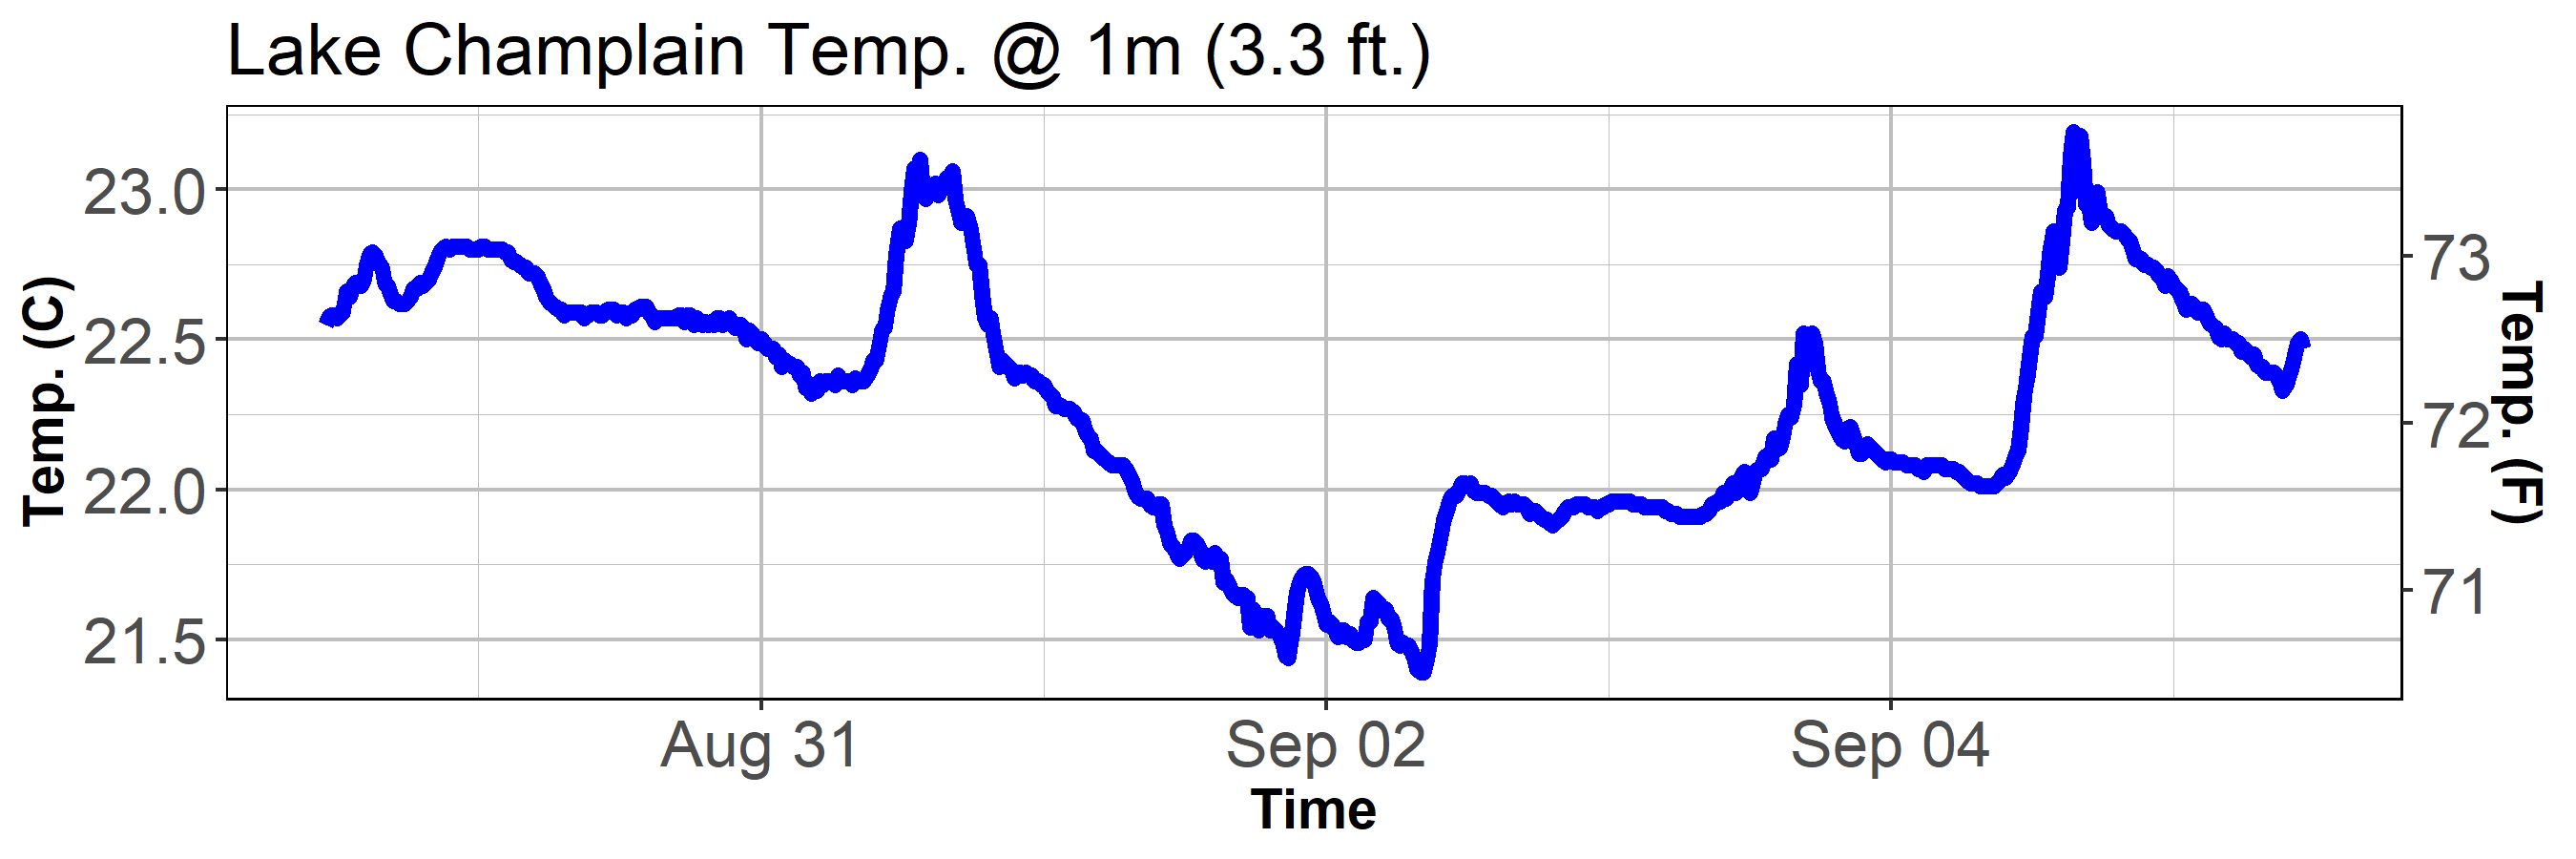 Lake Champlain Temp. @ 1m (3.3 ft.)
Temp. (C)
23.0
22.5
22.0
21.5
73
72
71
Temp. (F)
Aug 31
Sep 02
Sep 04
Time